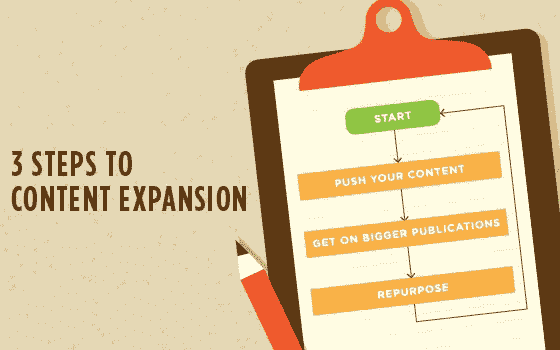 3 STEPS TO
CONTENT EXPANSION
START
PUSH YOUR CONTENT
GET ON BIGGER PUBLICATIONS
REPURPOSE